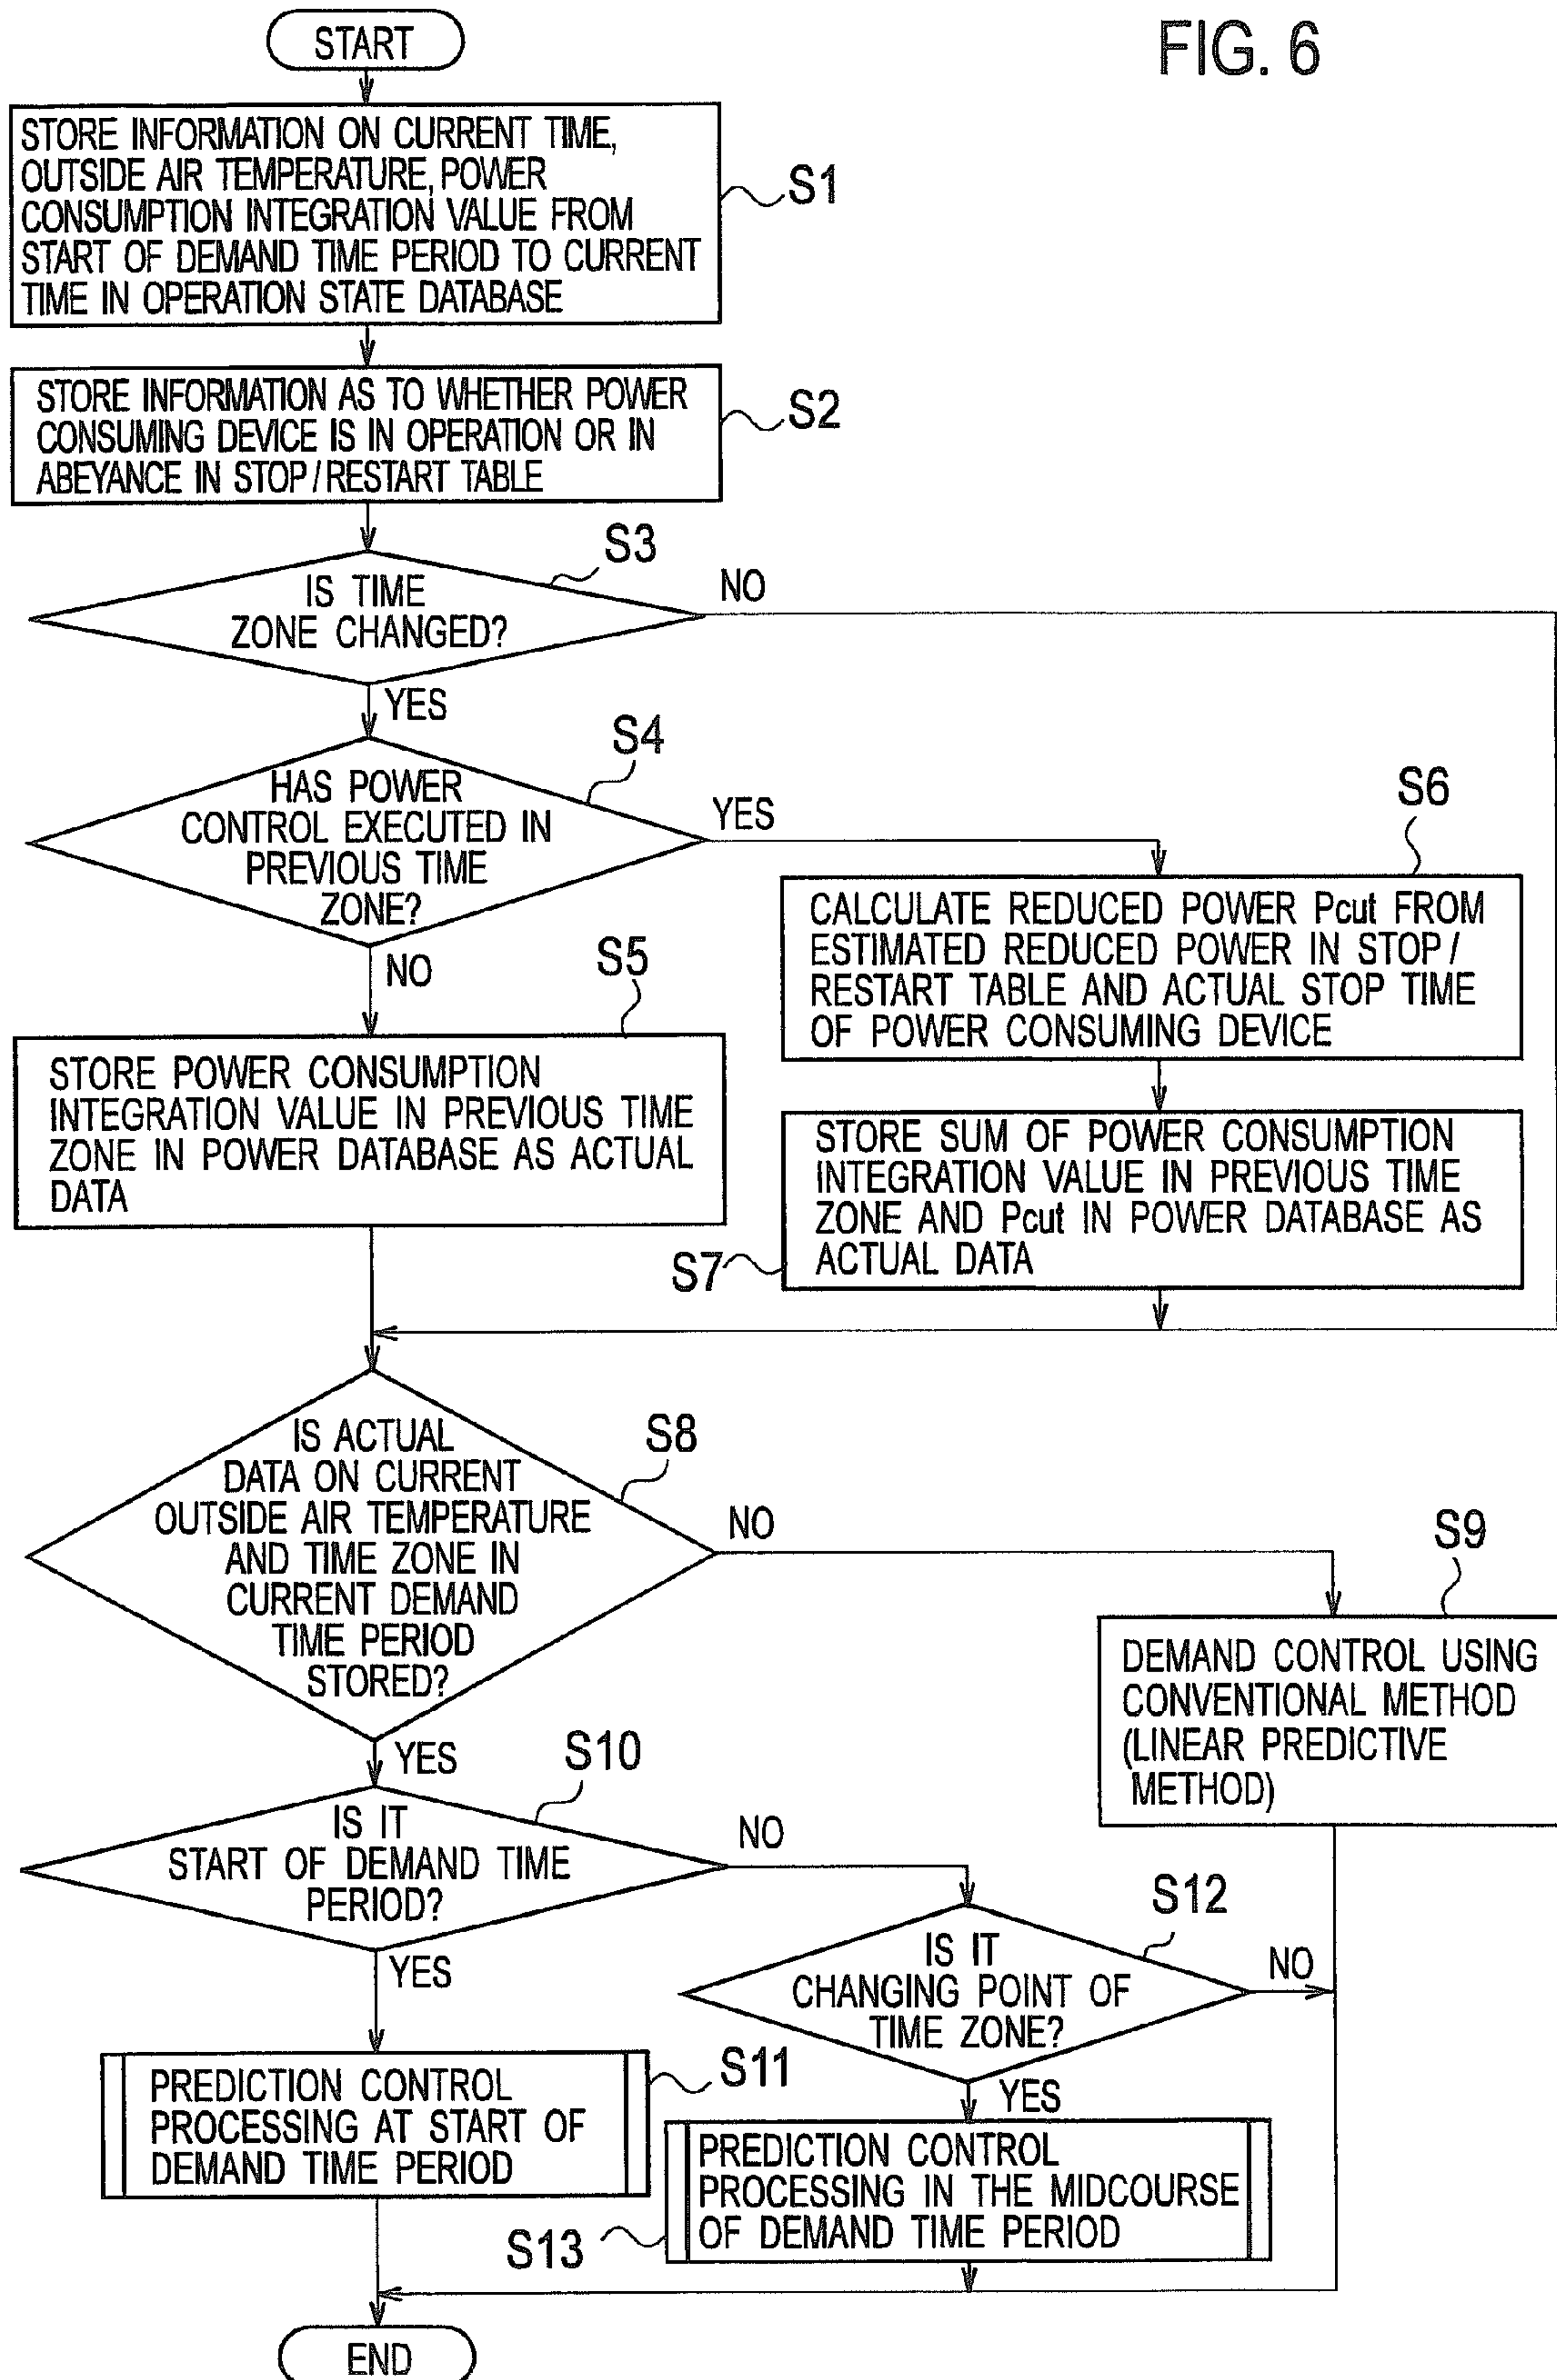 FIG. 6
START
STORE INFORMATION ON CURRENT TIME,
OUTSIDE AIR TEMPERATURE, POWER
CONSUMPTION INTEGRATION VALUE FROM
START OF DEMAND TIME PERIOD TO CURRENT
TIME IN OPERATION STATE DATABASE
S1
STORE INFORMATION AS TO WHETHER POWER
CONSUMING DEVICE IS IN OPERATION OR IN
ABEYANCE IN STOP/RESTART TABLE
S2
S3
IS TIME
ZONE CHANGED?
NO
YES
S4
HAS POWER
CONTROL EXECUTED IN
PREVIOUS TIME
ZONE?
YES
NO
S6
CALCULATE REDUCED POWER Pcut FROM
ESTIMATED REDUCED POWER IN STOP/
RESTART TABLE AND ACTUAL STOP TIME
OF POWER CONSUMING DEVICE
S5
STORE POWER CONSUMPTION
INTEGRATION VALUE IN PREVIOUS TIME
ZONE IN POWER DATABASE AS ACTUAL
DATA
STORE SUM OF POWER CONSUMPTION
INTEGRATION VALUE IN PREVIOUS TIME
ZONE AND Pcut IN POWER DATABASE AS
ACTUAL DATA
S7
IS ACTUAL
DATA ON CURRENT
OUTSIDE AIR TEMPERATURE
AND TIME ZONE IN
CURRENT DEMAND
TIME PERIOD
STORED?
S8
NO
YES
S9
DEMAND CONTROL USING
CONVENTIONAL METHOD
(LINEAR PREDICTIVE
METHOD)
S10
IS IT
START OF DEMAND TIME
PERIOD?
NO
YES
S12
IS IT
CHANGING POINT OF
TIME ZONE?
NO
YES
PREDICTION CONTROL
PROCESSING AT START OF
DEMAND TIME PERIOD
S11
PREDICTION CONTROL
PROCESSING IN THE MIDCOURSE
OF DEMAND TIME PERIOD
S13
END